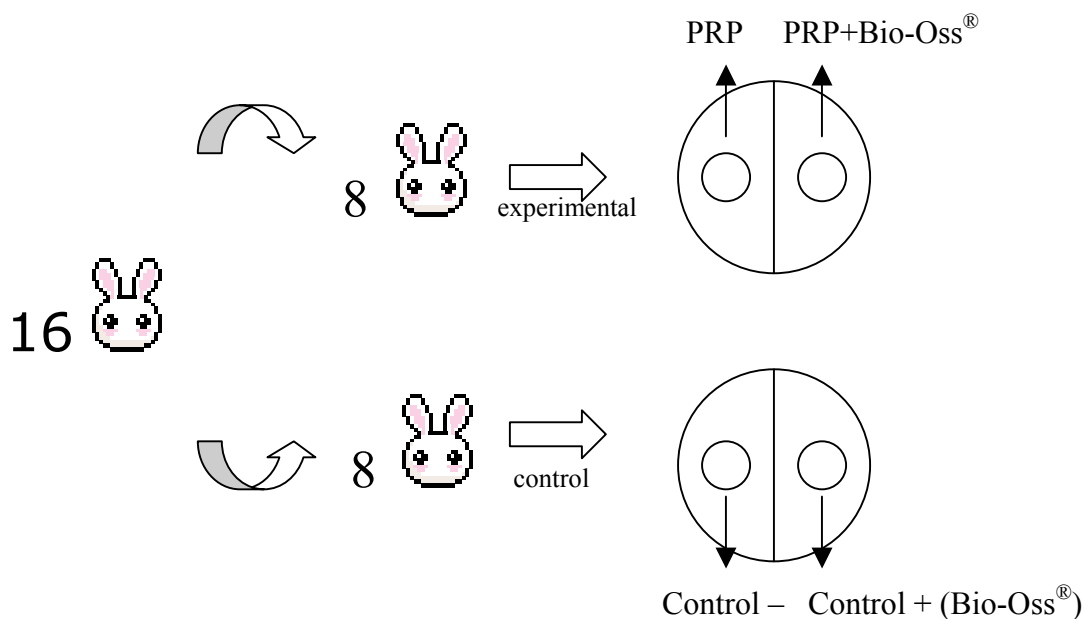 PRP PRP+Bio-Oss®
8
experimental
16
8
control
Control – Control + (Bio-Oss®)